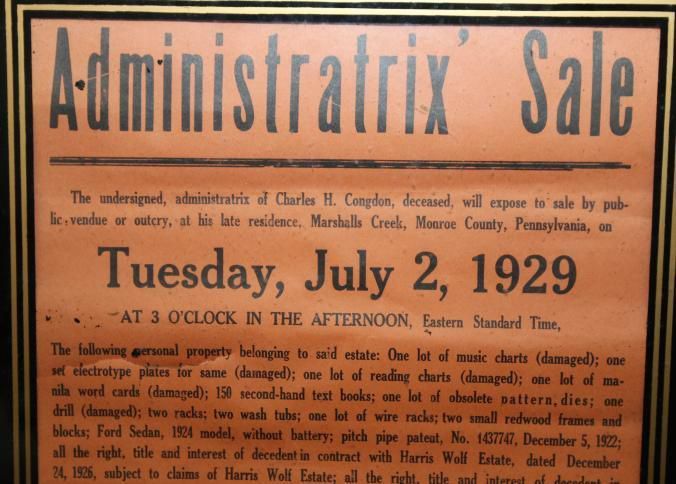 Administratrix' Sale
The undersigned, administratrix of Charles H. Congdon, deceased, will expose to sale by pub-
lic vendue or outcry, at his late residence, Marshalls Creek, Monroe County, Pennsylvania, on
Tuesday, July 2, 1929
AT 3 O'CLOCK IN THE AFTERNOON, Eastern Standard Time,
The following personal property belonging to said estate: One lot of music charts (damaged); one
set electrotype plates for same (damaged); one lot of reading charts (damaged); one lot of ma-
nila word cards (damaged); 150 second-hand text books; one lot of obsolete pattern, dies; one
drill (damaged); two racks; two wash tubs; one lot of wire racks; two small redwood frames and
blocks; Ford Sedan, 1924 model, without battery; pitch pipe patent, No. 1437747, December 5, 1922;
all the right, title and interest of decedent in contract with Harris Wolf Estate, dated December
24, 1926, subject to claims of Harris Wolf Estate; all the right, title and interest of decedent in